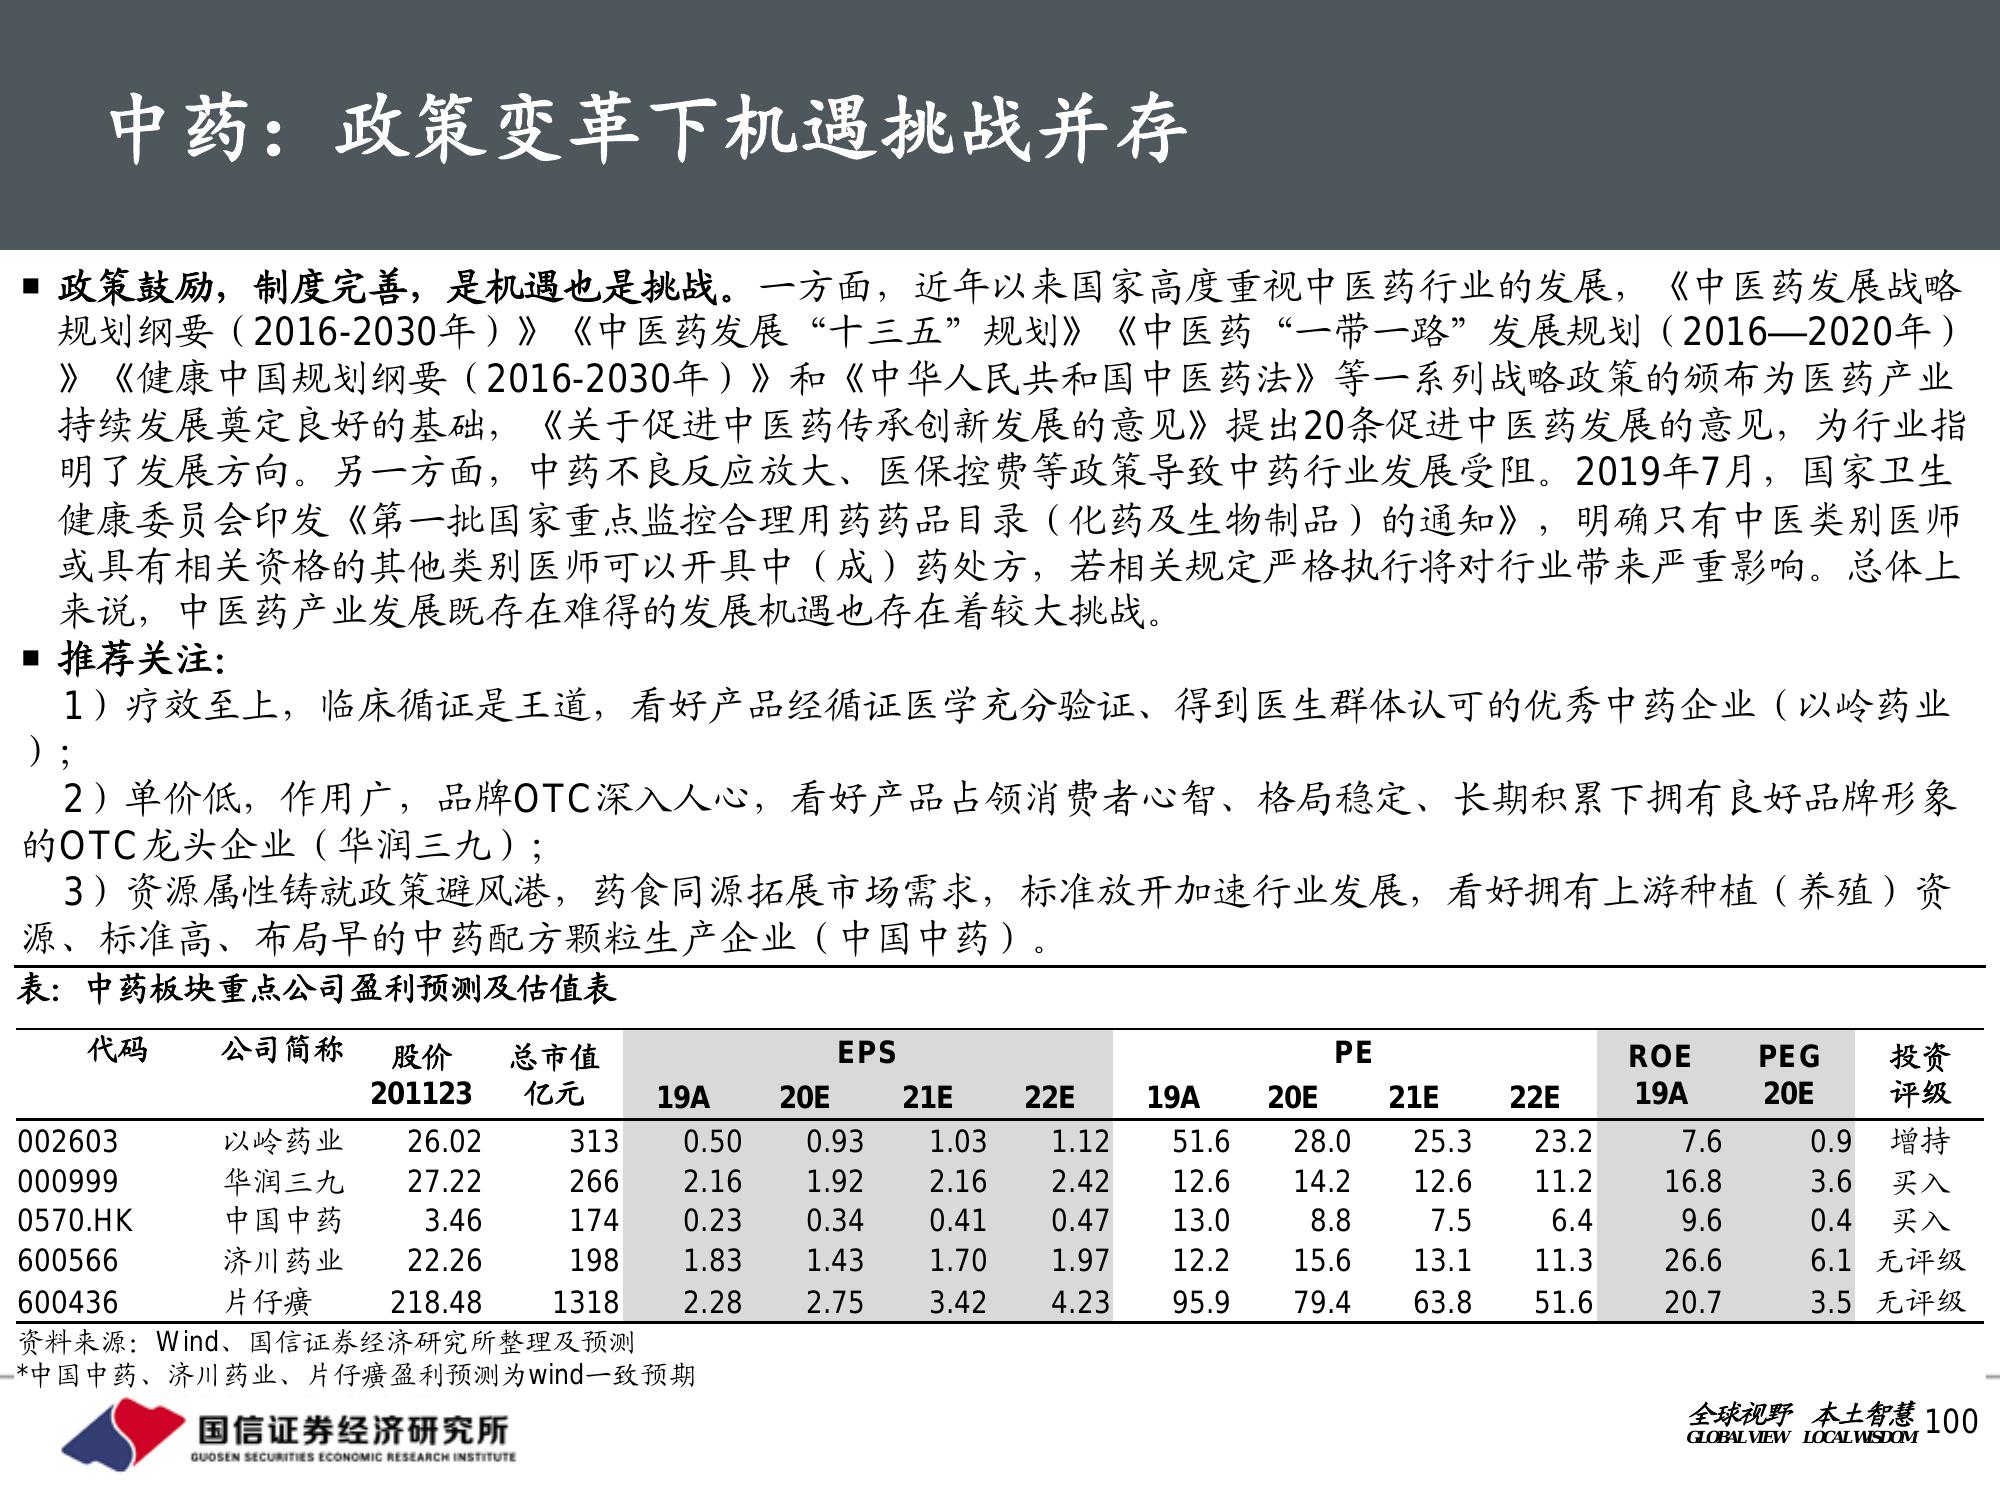 中药：政策变革下机遇挑战并存
■ 政策鼓励，制度完善，是机遇也是挑战。一方面，近年以来国家高度重视中医药行业的发展，《中医药发展战略
规划纲要（2016-2030年）》《中医药发展“十三五”规划》《中医药“一带一路”发展规划（2016—2020年）
》《健康中国规划纲要（2016-2030年）》和《中华人民共和国中医药法》等一系列战略政策的颁布为医药产业
持续发展奠定良好的基础，《关于促进中医药传承创新发展的意见》提出20条促进中医药发展的意见，为行业指
明了发展方向。另一方面，中药不良反应放大、医保控费等政策导致中药行业发展受阻。2019年7月，国家卫生
健康委员会印发《第一批国家重点监控合理用药药品目录（化药及生物制品）的通知》，明确只有中医类别医师
或具有相关资格的其他类别医师可以开具中（成）药处方，若相关规定严格执行将对行业带来严重影响。总体上
来说，中医药产业发展既存在难得的发展机遇也存在着较大挑战。
■ 推荐关注：
1）疗效至上，临床循证是王道，看好产品经循证医学充分验证、得到医生群体认可的优秀中药企业（以岭药业
）；
2）单价低，作用广，品牌OTC深入人心，看好产品占领消费者心智、格局稳定、长期积累下拥有良好品牌形象
的OTC龙头企业（华润三九）；
3）资源属性铸就政策避风港，药食同源拓展市场需求，标准放开加速行业发展，看好拥有上游种植（养殖）资
源、标准高、布局早的中药配方颗粒生产企业（中国中药）。
表：中药板块重点公司盈利预测及估值表
代码 公司简称 股价 总市值 EPS PE ROE PEG 投资
201123 亿元 19A 20E 21E 22E 19A 20E 21E 22E 19A 20E 评级
002603 以岭药业 26.02 313 0.50 0.93 1.03 1.12 51.6 28.0 25.3 23.2 7.6 0.9 增持
000999 华润三九 27.22 266 2.16 1.92 2.16 2.42 12.6 14.2 12.6 11.2 16.8 3.6 买入
0570.HK 中国中药 3.46 174 0.23 0.34 0.41 0.47 13.0 8.8 7.5 6.4 9.6 0.4 买入
600566 济川药业 22.26 198 1.83 1.43 1.70 1.97 12.2 15.6 13.1 11.3 26.6 6.1 无评级
600436 片仔癀 218.48 1318 2.28 2.75 3.42 4.23 95.9 79.4 63.8 51.6 20.7 3.5 无评级
资料来源：Wind、国信证券经济研究所整理及预测
*中国中药、济川药业、片仔癀盈利预测为wind一致预期
国信证券经济研究所
GUOSEN SECURITIES ECONOMIC RESEARCH INSTITUTE
全球视野 本土智慧
GLOBAL VIEW LOCAL WISDOM
100